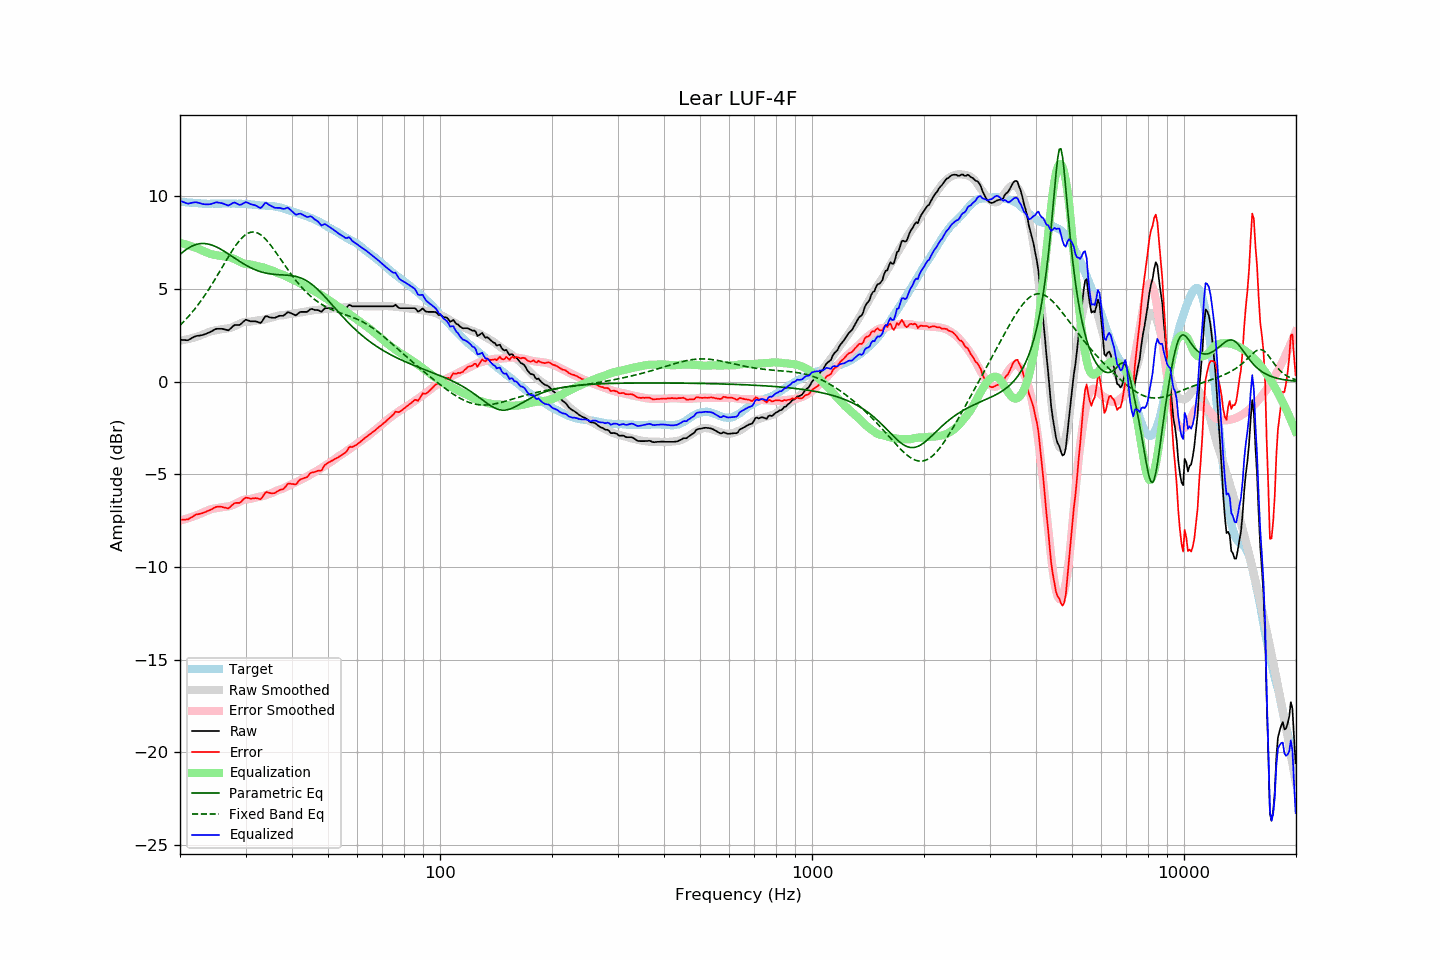 Lear LUF-4F
Amplitude (dBr)
10
5
0
−5
−10
−15
−20
−25
Target
Raw Smoothed
Error Smoothed
Raw
Error
Equalization
Parametric Eq
Fixed Band Eq
Equalized
100
1000
10000
Frequency (Hz)